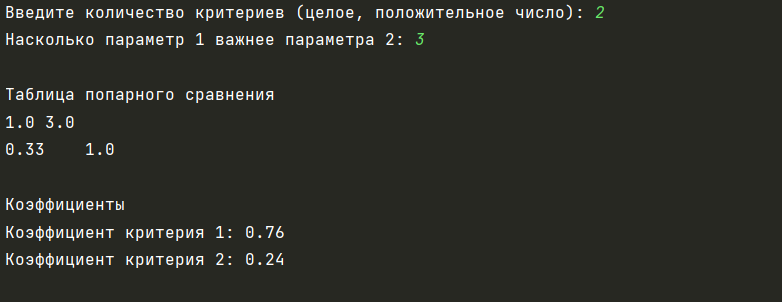 Введите количество критериев (целое, положительное число): 2
Насколько параметр 1 важнее параметра 2: 3
Таблица попарного сравнения
1.0 3.0
0.33    1.0
Коэффициенты
Коэффициент критерия 1: 0.76
Коэффициент критерия 2: 0.24